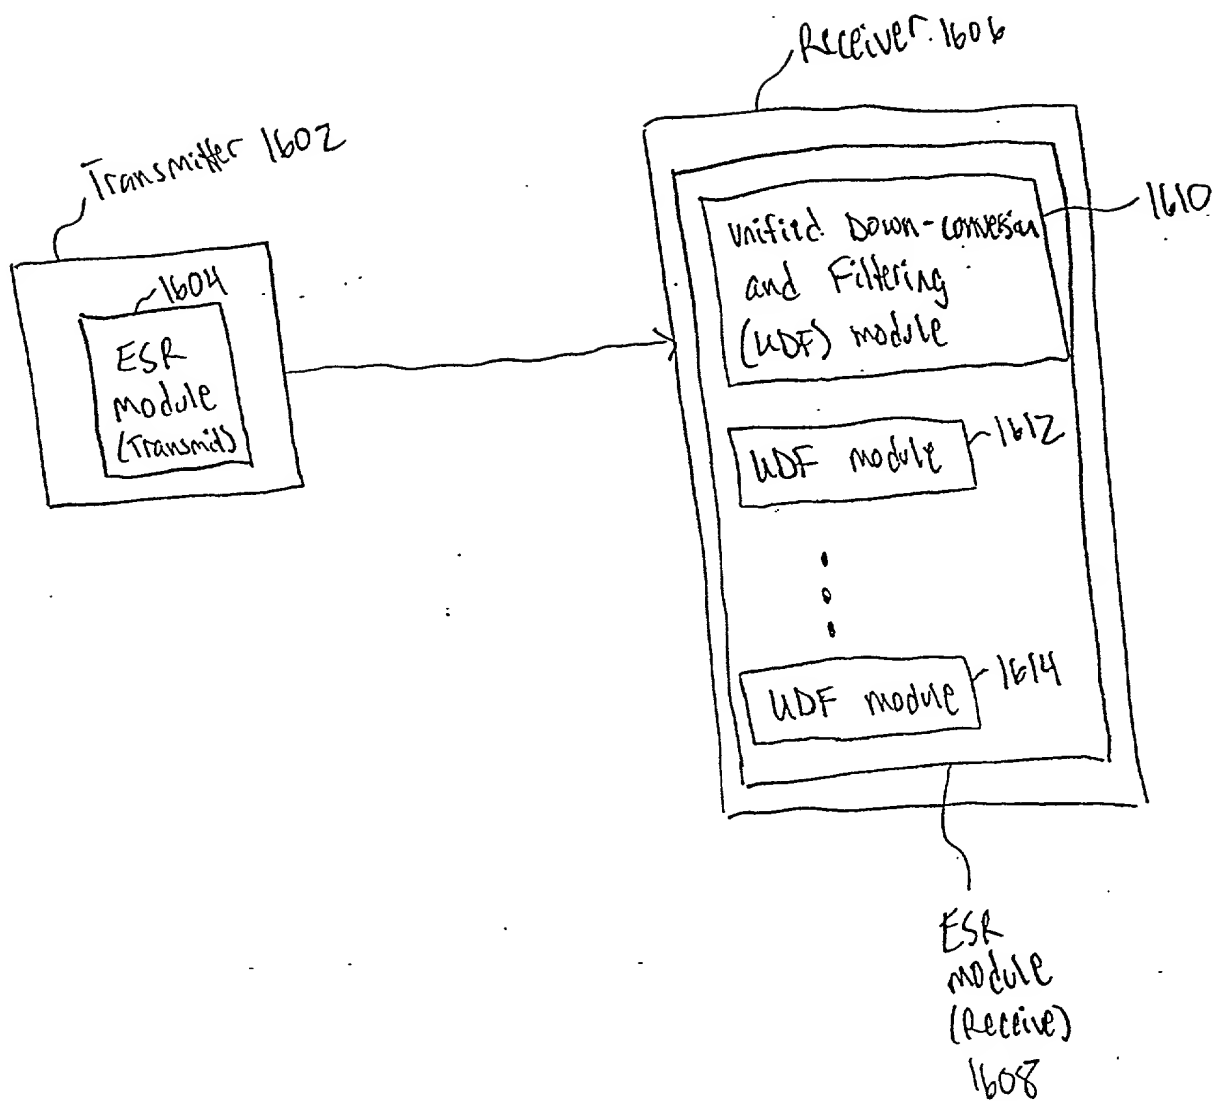 Receiver 1606
Transmitter 1602
1604
ESR
module
(Transmit)
Unified Down-conversion
and Filtering
(UDF) module
1610
UDF module
1612
UDF module
1614
ESR
module
(Receive)
1608